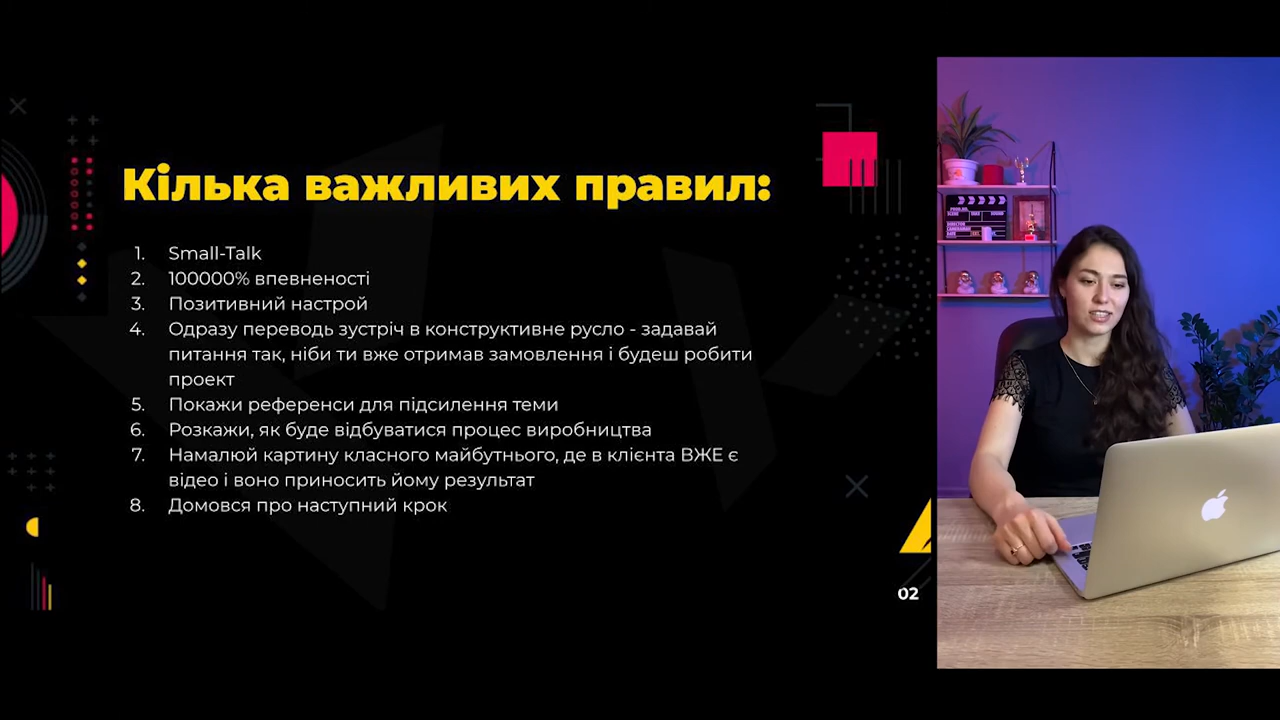 Кілька важливих правил:
1. Small-Talk
2. 100000% впевненості
3. Позитивний настрой
4. Одразу переводь зустріч в конструктивне русло - задавай
питання так, ніби ти вже отримав замовлення і будеш робити
проект
5. Покажи референси для підсилення теми
6. Розкажи, як буде відбуватися процес виробництва
7. Намалюй картину класного майбутнього, де в клієнта ВЖЕ є
відео і воно приносить йому результат
8. Домовся про наступний крок
02